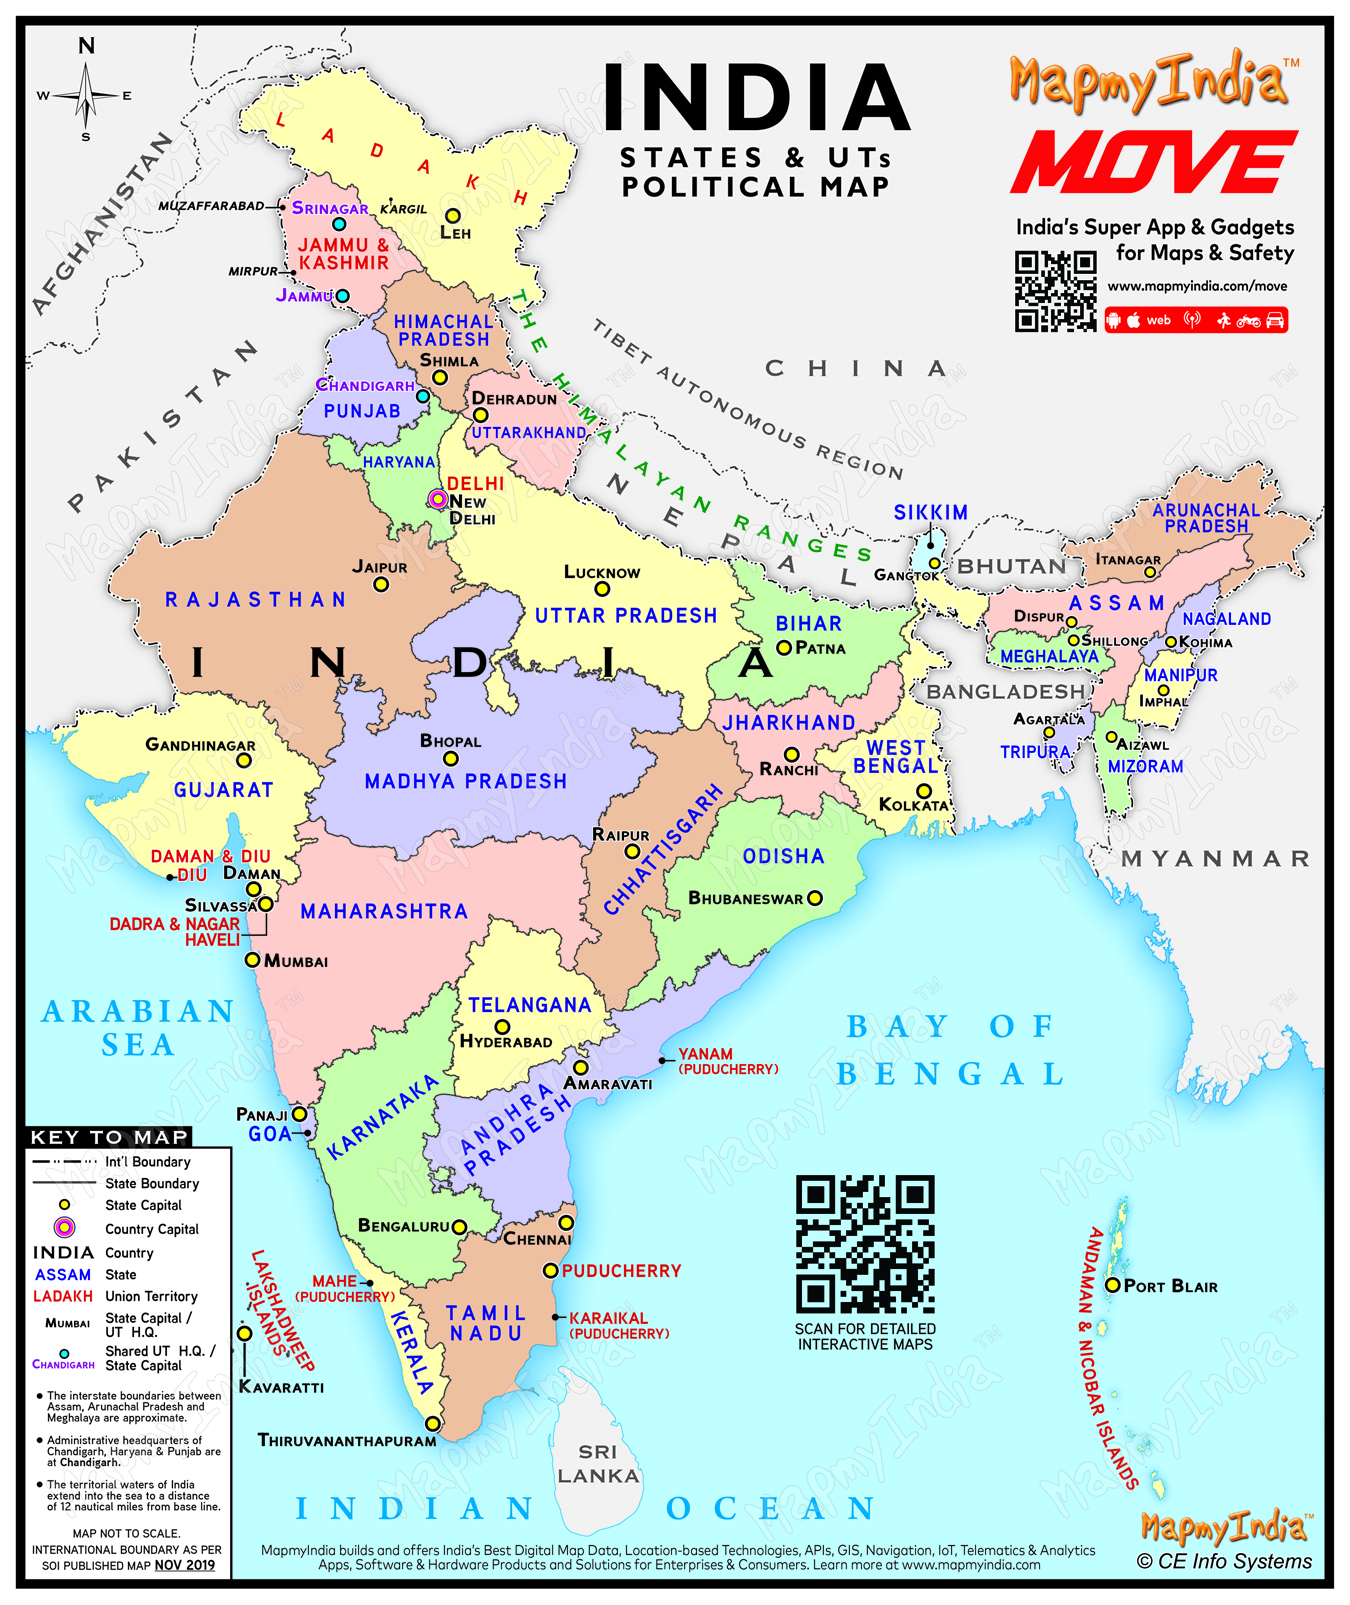 INDIA
STATES & UTs
POLITICAL MAP
MapmyIndia™
MOVE
India's Super App & Gadgets
for Maps & Safety
www.mapmyindia.com/move
web
N
W E
S
AFGHANISTAN
PAKISTAN
CHINA
TIBET AUTONOMOUS REGION
NEPAL
BHUTAN
BANGLADESH
MYANMAR
SRI
LANKA
THE HIMALAYAN RANGES
INDIA
LADAKH
MUZAFFARABAD
SRINAGAR
KARGIL
LEH
JAMMU &
KASHMIR
MIRPUR
JAMMU
HIMACHAL
PRADESH
SHIMLA
CHANDIGARH
PUNJAB
DEHRADUN
UTTARAKHAND
HARYANA
DELHI
NEW
DELHI
JAIPUR
RAJASTHAN
LUCKNOW
UTTAR PRADESH
BIHAR
PATNA
SIKKIM
GANGTOK
ARUNACHAL
PRADESH
ITANAGAR
ASSAM
DISPUR
NAGALAND
SHILLONG
KOHIMA
MEGHALAYA
MANIPUR
IMPHAL
AGARTALA
TRIPURA
AIZAWL
MIZORAM
JHARKHAND
RANCHI
WEST
BENGAL
KOLKATA
GANDHINAGAR
GUJARAT
BHOPAL
MADHYA PRADESH
RAIPUR
CHHATTISGARH
ODISHA
BHUBANESWAR
DAMAN & DIU
DIU
DAMAN
SILVASSA
DADRA & NAGAR
HAVELI
MAHARASHTRA
MUMBAI
TELANGANA
HYDERABAD
YANAM
(PUDUCHERRY)
AMARAVATI
ANDHRA
PRADESH
KARNATAKA
PANAJI
GOA
BENGALURU
CHENNAI
PUDUCHERRY
MAHE
(PUDUCHERRY)
KARAIKAL
(PUDUCHERRY)
TAMIL
NADU
KERALA
THIRUVANANTHAPURAM
LAKSHADWEEP
ISLANDS
KAVARATTI
ANDAMAN & NICOBAR ISLANDS
PORT BLAIR
ARABIAN
SEA
BAY OF
BENGAL
INDIAN OCEAN
SCAN FOR DETAILED
INTERACTIVE MAPS
KEY TO MAP
Int'l Boundary
State Boundary
State Capital
Country Capital
INDIA Country
ASSAM State
LADAKH Union Territory
MUMBAI State Capital /
UT H.Q.
CHANDIGARH Shared UT H.Q. /
State Capital
• The interstate boundaries between
Assam, Arunachal Pradesh and
Meghalaya are approximate.
• Administrative headquarters of
Chandigarh, Haryana & Punjab are
at Chandigarh.
• The territorial waters of India
extend into the sea to a distance
of 12 nautical miles from base line.
MAP NOT TO SCALE.
INTERNATIONAL BOUNDARY AS PER
SOI PUBLISHED MAP NOV 2019
MapmyIndia builds and offers India's Best Digital Map Data, Location-based Technologies, APIs, GIS, Navigation, IoT, Telematics & Analytics
Apps, Software & Hardware Products and Solutions for Enterprises & Consumers. Learn more at www.mapmyindia.com
MapmyIndia™
© CE Info Systems